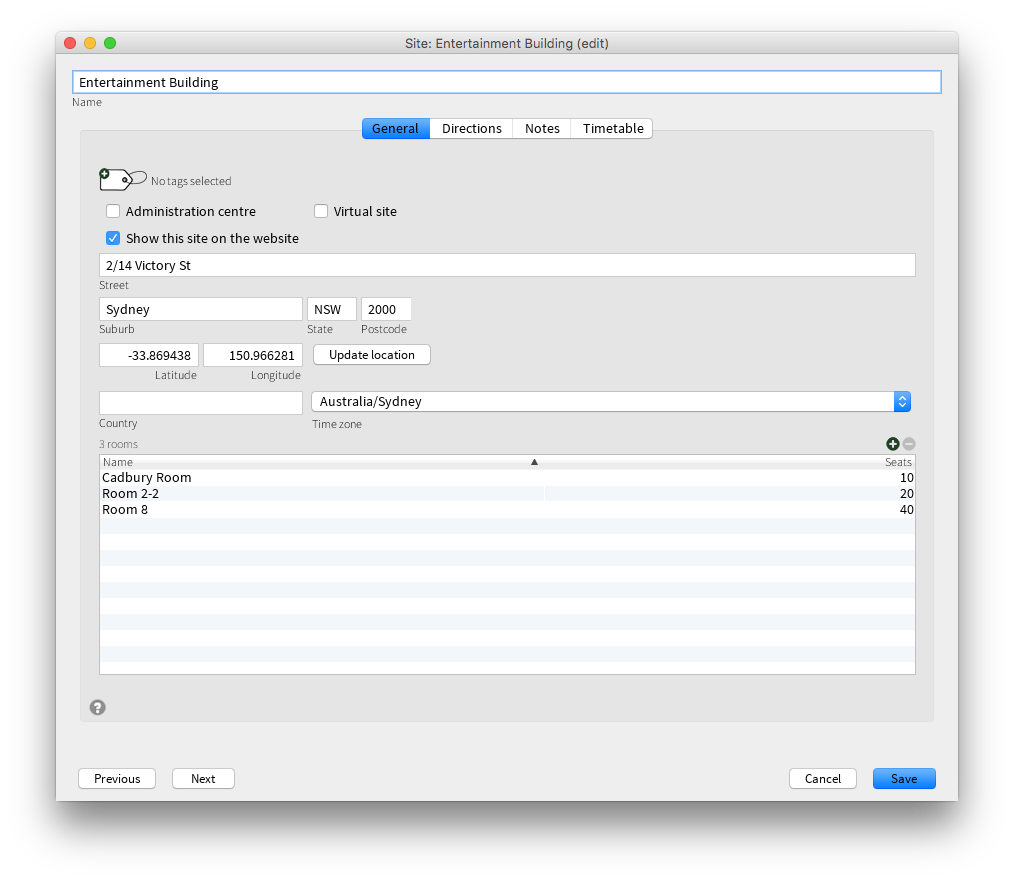 Site: Entertainment Building (edit)
Entertainment Building
Name
General Directions Notes Timetable
No tags selected
Administration centre Virtual site
Show this site on the website
2/14 Victory St
Street
Sydney NSW 2000
Suburb State Postcode
-33.869438 150.966281 Update location
Latitude Longitude
Australia/Sydney
Country Time zone
3 rooms
Name Seats
Cadbury Room 10
Room 2-2 20
Room 8 40
?
Previous Next Cancel Save